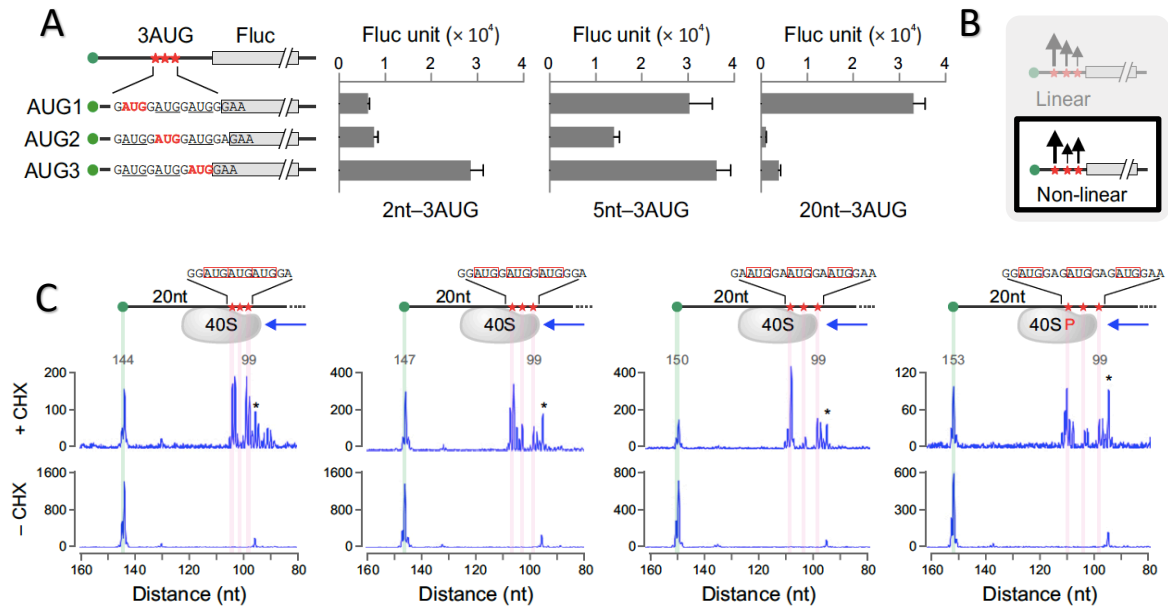 A
3AUG
Fluc
AUG1
GAUGGAUGGAUGGGAA
AUG2
GAUGGAUGGAUGGAGAA
AUG3
GAUGGAUGGAUGGAA
Fluc unit (× 10⁴)
0 1 2 3 4
2nt–3AUG
Fluc unit (× 10⁴)
0 1 2 3 4
5nt–3AUG
Fluc unit (× 10⁴)
0 1 2 3 4
20nt–3AUG
B
Linear
Non-linear
C
GGAUGAUGAUGGA
20nt
40S
144
99
GGAUGGAUGGAUGGGA
20nt
40S
147
99
GAAUGGAAUGGAAUGGAA
20nt
40S
150
99
GGAUGGAGAUGGAGAUGGAA
20nt
40S P
153
99
+ CHX
200
100
0
*
400
200
0
*
400
200
0
*
120
60
0
*
– CHX
1600
800
0
1600
800
0
800
400
0
600
300
0
160 140 120 100 80
160 140 120 100 80
160 140 120 100 80
160 140 120 100 80
Distance (nt)
Distance (nt)
Distance (nt)
Distance (nt)